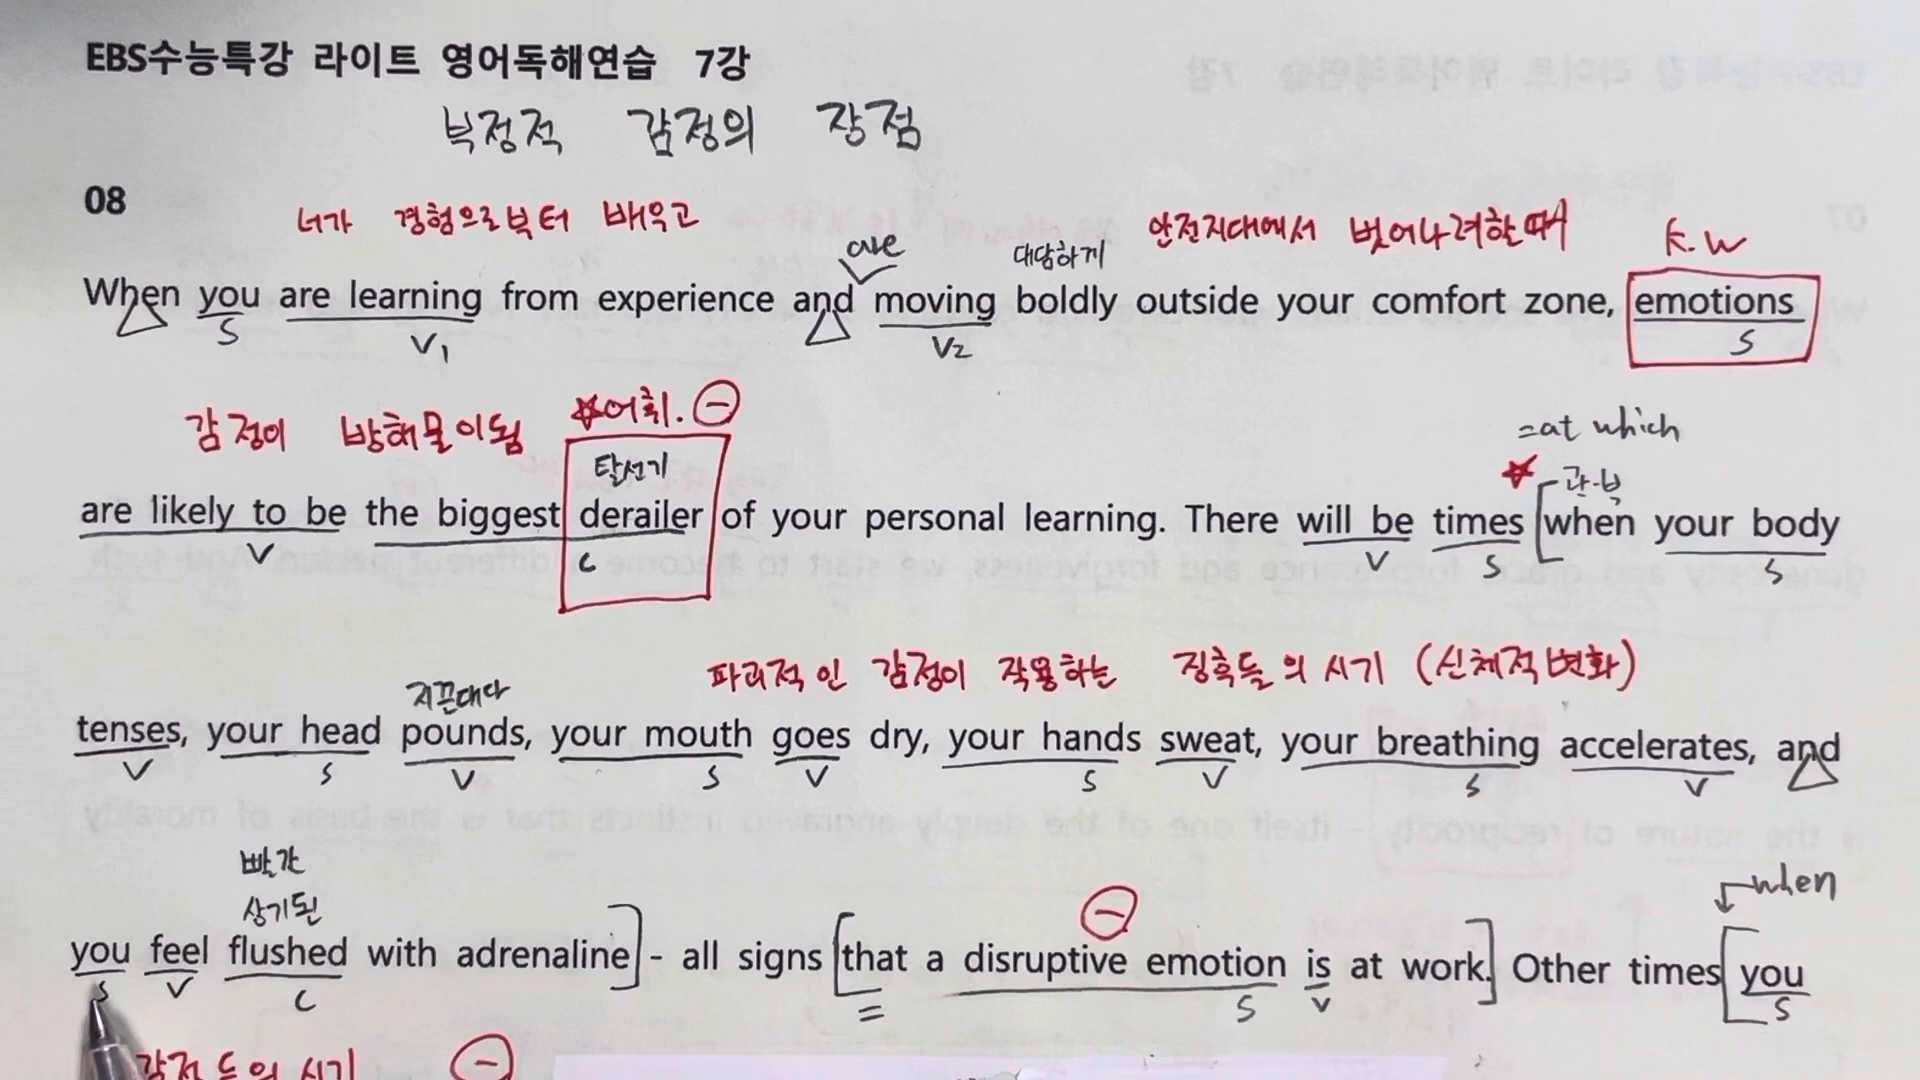 EBS수능특강 라이트 영어독해연습 7강
부정적 감정의 장점
08
너가 경험으로부터 배우고
are
대담하게
안전지대에서 벗어나려할때
K.W
When you are learning from experience and moving boldly outside your comfort zone, emotions
S V1 V2 S
감정이 방해물이됨
☆어휘. ⊖
탈선기
=at which
☆ 관·부
are likely to be the biggest derailer of your personal learning. There will be times [when your body
V C V S S
지끈대다
파괴적인 감정이 작용하는 징후들의 시기 (신체적변화)
tenses, your head pounds, your mouth goes dry, your hands sweat, your breathing accelerates, and
V S V S V S V S V
빨간
상기된
⊖
when
you feel flushed with adrenaline] - all signs [that a disruptive emotion is at work.] Other times [you
S V C = S V S
감정들의 시기 ⊖